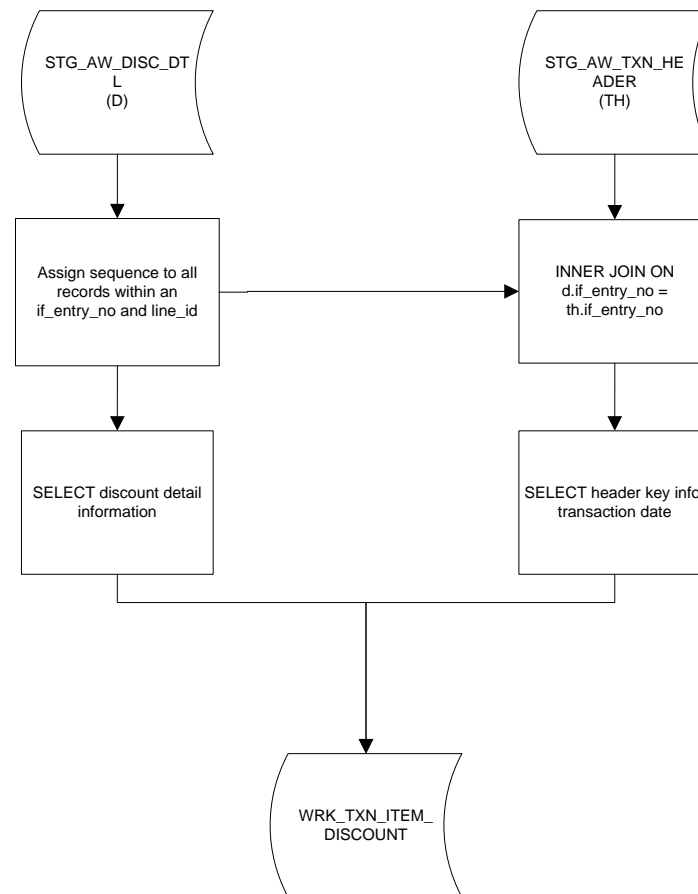 STG_AW_DISC_DT
L
(D)
STG_AW_TXN_HE
ADER
(TH)
Assign sequence to all
records within an
if_entry_no and line_id
INNER JOIN ON
d.if_entry_no =
th.if_entry_no
SELECT discount detail
information
SELECT header key info
transaction date
WRK_TXN_ITEM_
DISCOUNT